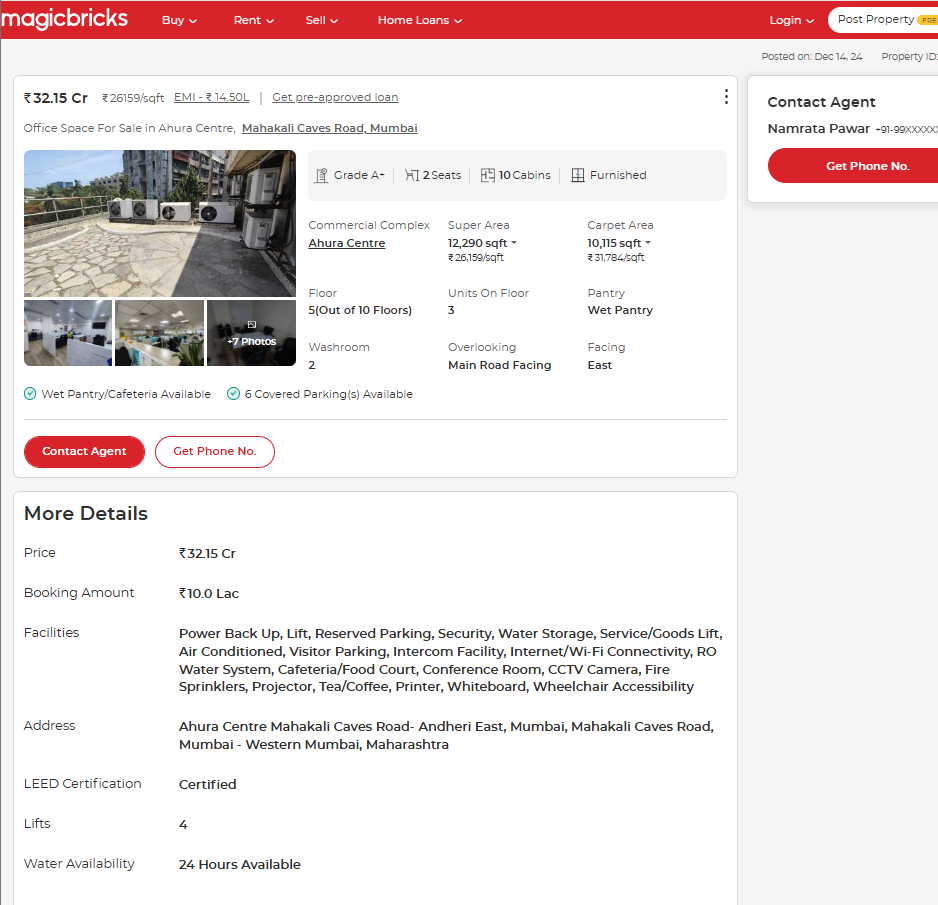 magicbricks Buy Rent Sell Home Loans Login Post Property FRE
Posted on: Dec 14, 24 Property ID:
₹32.15 Cr ₹26159/sqft EMI - ₹ 14.50L | Get pre-approved loan
Office Space For Sale in Ahura Centre, Mahakali Caves Road, Mumbai
Grade A+ 2 Seats 10 Cabins Furnished
Commercial Complex Super Area Carpet Area
Ahura Centre 12,290 sqft 10,115 sqft
₹26,159/sqft ₹31,784/sqft
Floor Units On Floor Pantry
5(Out of 10 Floors) 3 Wet Pantry
+7 Photos
Washroom Overlooking Facing
2 Main Road Facing East
Wet Pantry/Cafeteria Available 6 Covered Parking(s) Available
Contact Agent Get Phone No.
Contact Agent
Namrata Pawar +91-99XXXXXX
Get Phone No.
More Details
Price ₹32.15 Cr
Booking Amount ₹10.0 Lac
Facilities Power Back Up, Lift, Reserved Parking, Security, Water Storage, Service/Goods Lift,
Air Conditioned, Visitor Parking, Intercom Facility, Internet/Wi-Fi Connectivity, RO
Water System, Cafeteria/Food Court, Conference Room, CCTV Camera, Fire
Sprinklers, Projector, Tea/Coffee, Printer, Whiteboard, Wheelchair Accessibility
Address Ahura Centre Mahakali Caves Road- Andheri East, Mumbai, Mahakali Caves Road,
Mumbai - Western Mumbai, Maharashtra
LEED Certification Certified
Lifts 4
Water Availability 24 Hours Available